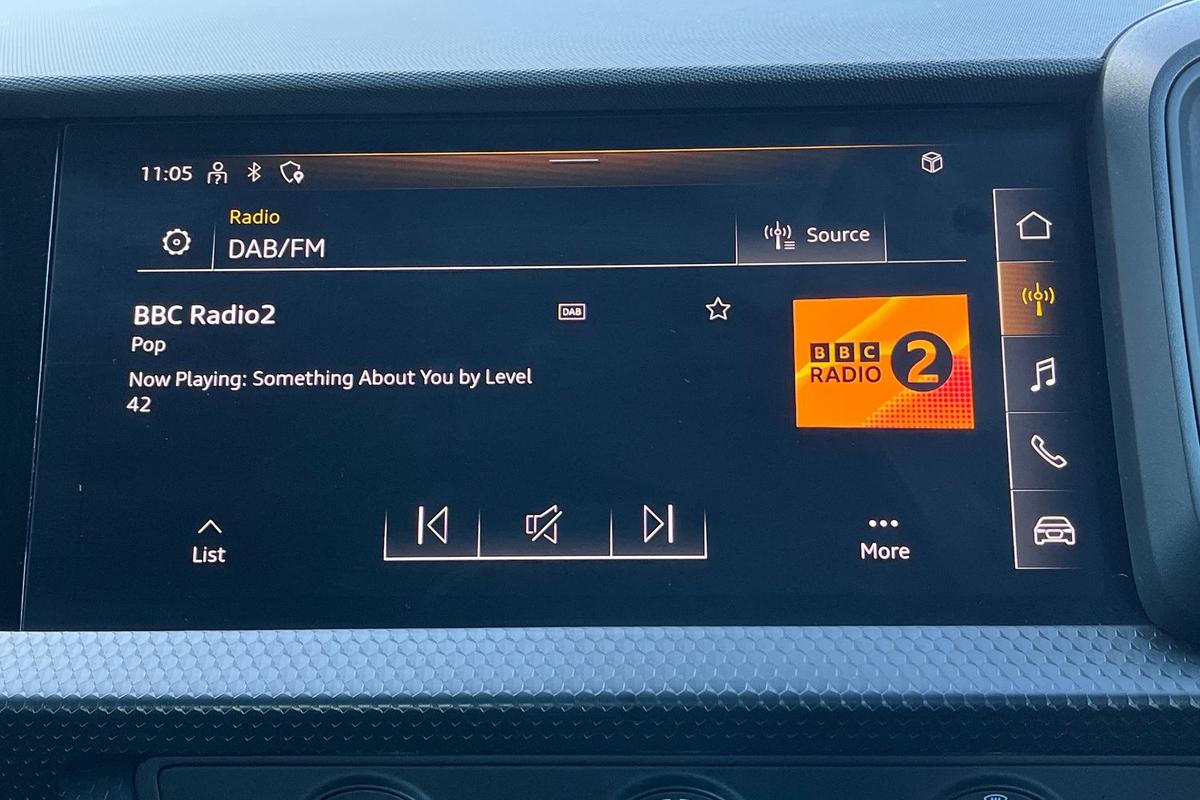 11:05
Radio
DAB/FM
Source
BBC Radio2
DAB
Pop
Now Playing: Something About You by Level
42
BBC
RADIO 2
List
More